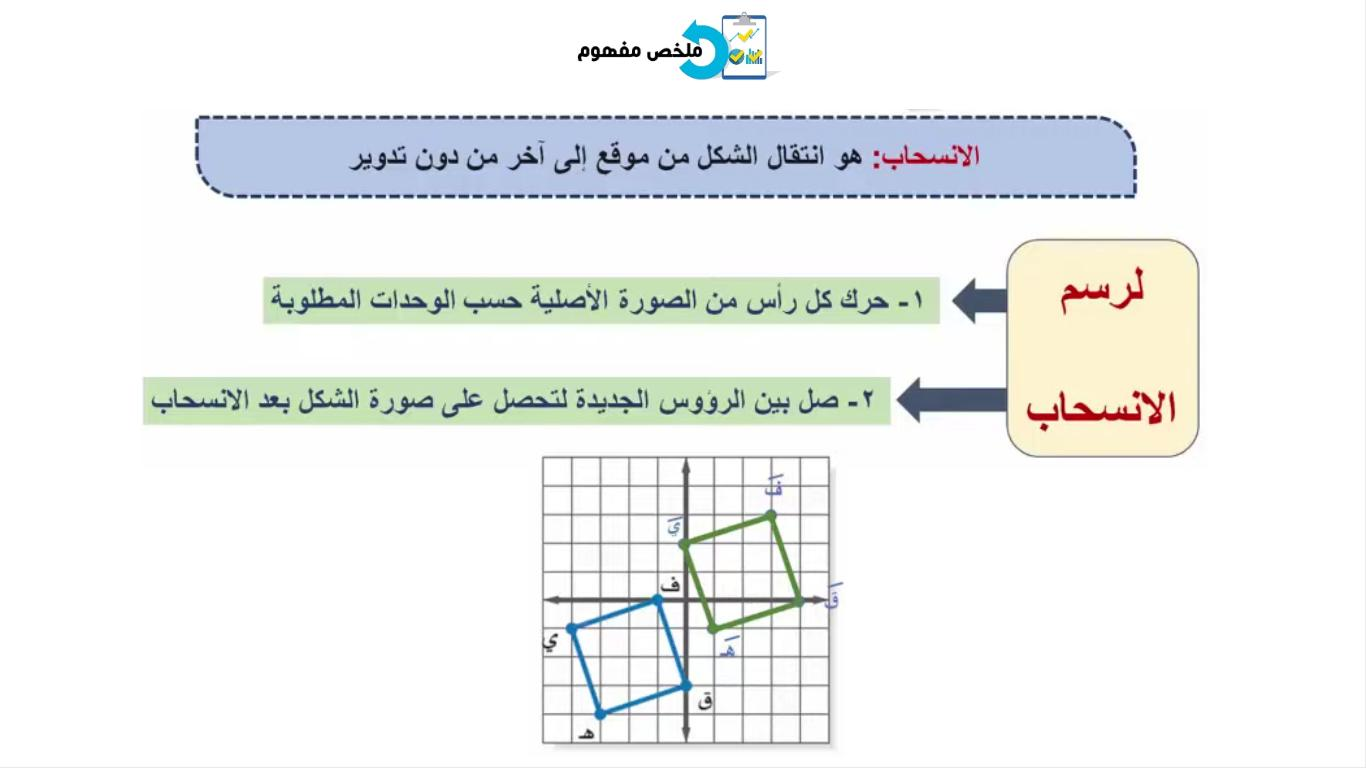 ملخص مفهوم
الانسحاب: هو انتقال الشكل من موقع إلى آخر من دون تدوير
لرسم
الانسحاب
١- حرك كل رأس من الصورة الأصلية حسب الوحدات المطلوبة
٢- صل بين الرؤوس الجديدة لتحصل على صورة الشكل بعد الانسحاب
فَ
يَ
ف
قَ
ي
هـَ
ق
هـ